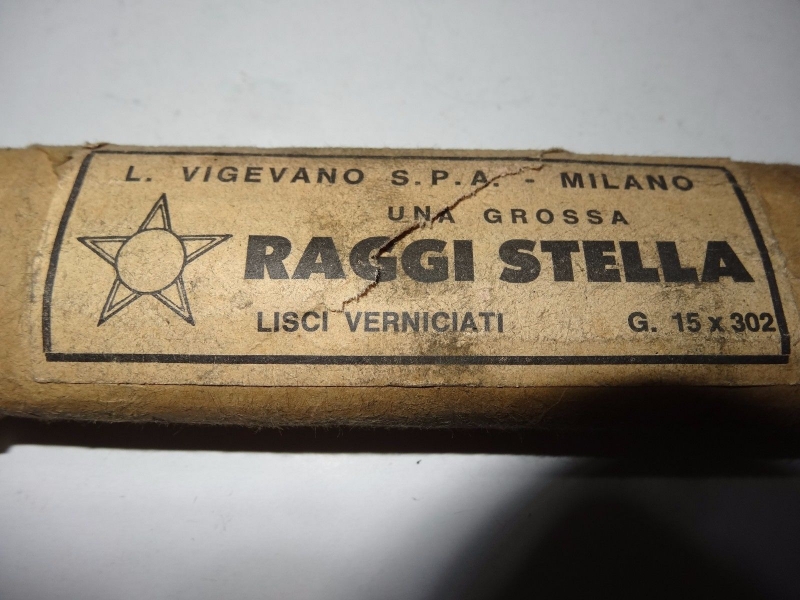 L. VIGEVANO S.P.A. - MILANO
UNA GROSSA
RAGGI STELLA
LISCI VERNICIATI G. 15 x 302